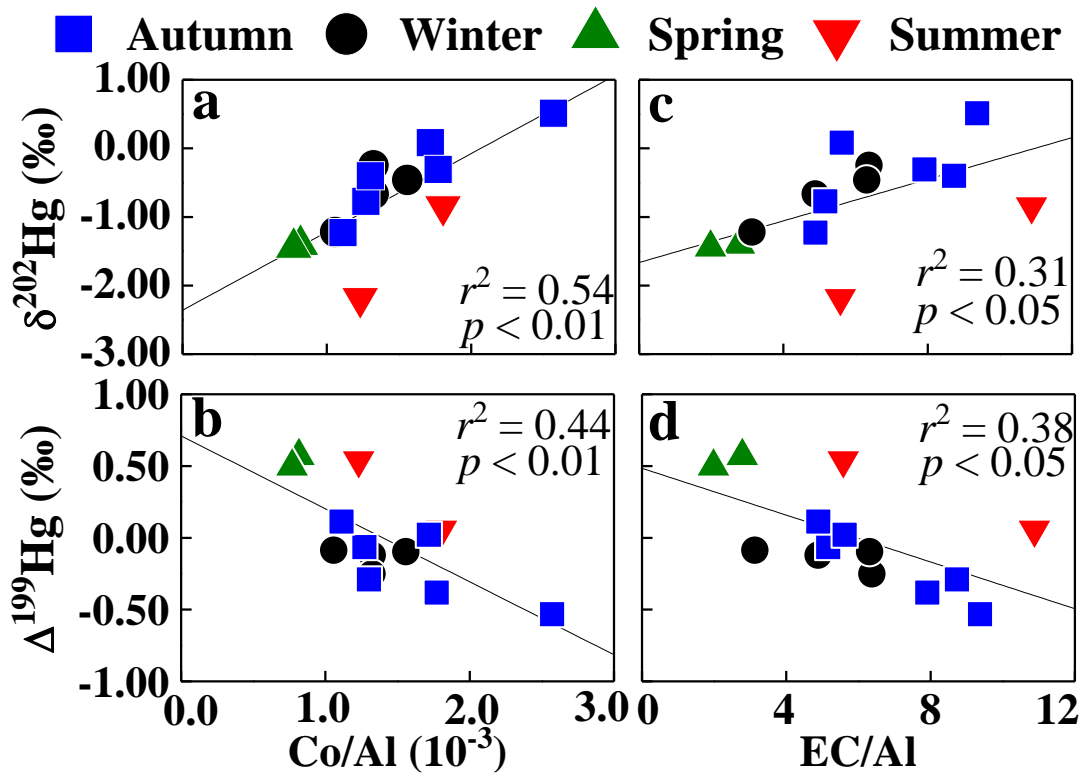 Autumn Winter Spring Summer
δ²⁰²Hg (‰)
1.00
0.00
-1.00
-2.00
-3.00
a
r² = 0.54
p < 0.01
c
r² = 0.31
p < 0.05
Δ¹⁹⁹Hg (‰)
1.00
0.50
0.00
-0.50
-1.00
b
r² = 0.44
p < 0.01
d
r² = 0.38
p < 0.05
0.0 1.0 2.0 3.0
Co/Al (10⁻³)
0 4 8 12
EC/Al